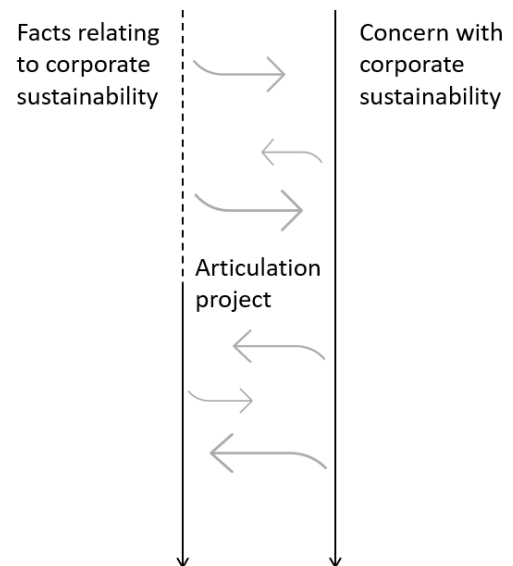 Facts relating
to corporate
sustainability
Concern with
corporate
sustainability
Articulation
project